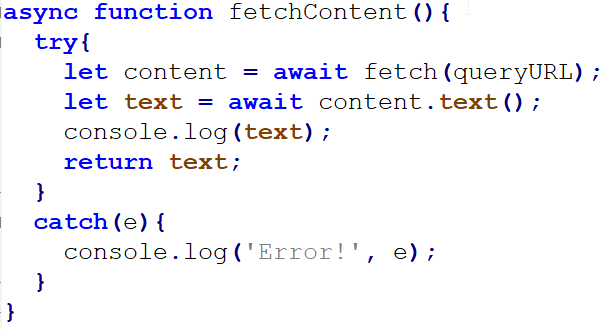 async function fetchContent(){
  try{
    let content = await fetch(queryURL);
    let text = await content.text();
    console.log(text);
    return text;
  }
  catch(e){
    console.log('Error!', e);
  }
}